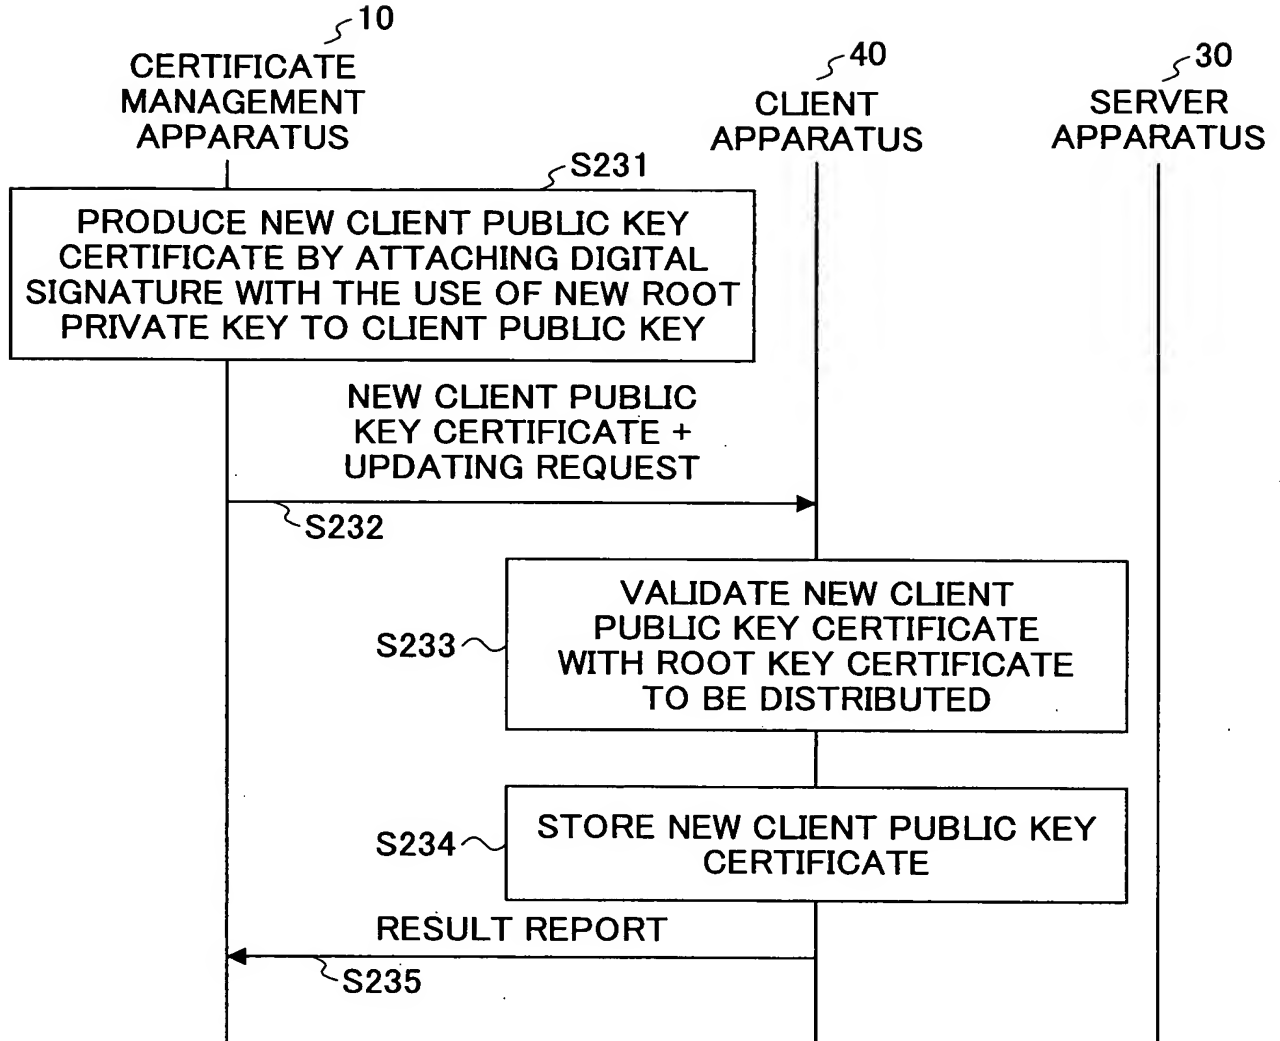 10
CERTIFICATE
MANAGEMENT
APPARATUS
40
CLIENT
APPARATUS
30
SERVER
APPARATUS
S231
PRODUCE NEW CLIENT PUBLIC KEY
CERTIFICATE BY ATTACHING DIGITAL
SIGNATURE WITH THE USE OF NEW ROOT
PRIVATE KEY TO CLIENT PUBLIC KEY
NEW CLIENT PUBLIC
KEY CERTIFICATE +
UPDATING REQUEST
S232
VALIDATE NEW CLIENT
PUBLIC KEY CERTIFICATE
WITH ROOT KEY CERTIFICATE
TO BE DISTRIBUTED
S233
STORE NEW CLIENT PUBLIC KEY
CERTIFICATE
S234
RESULT REPORT
S235